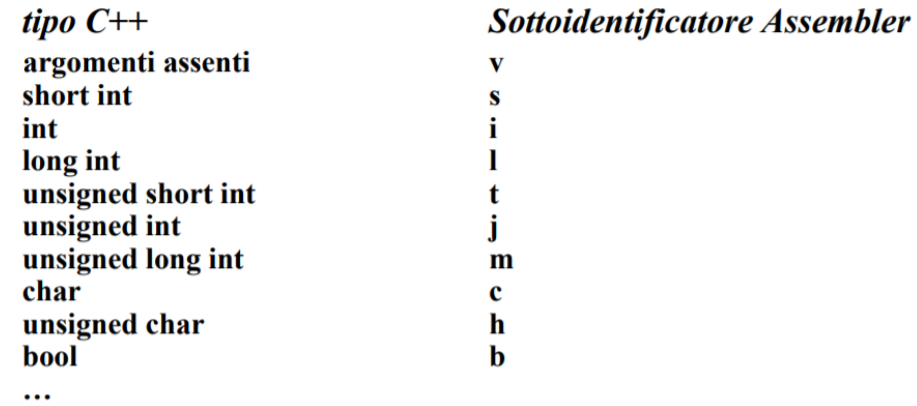 tipo C++ Sottoidentificatore Assembler
argomenti assenti v
short int s
int i
long int l
unsigned short int t
unsigned int j
unsigned long int m
char c
unsigned char h
bool b
...